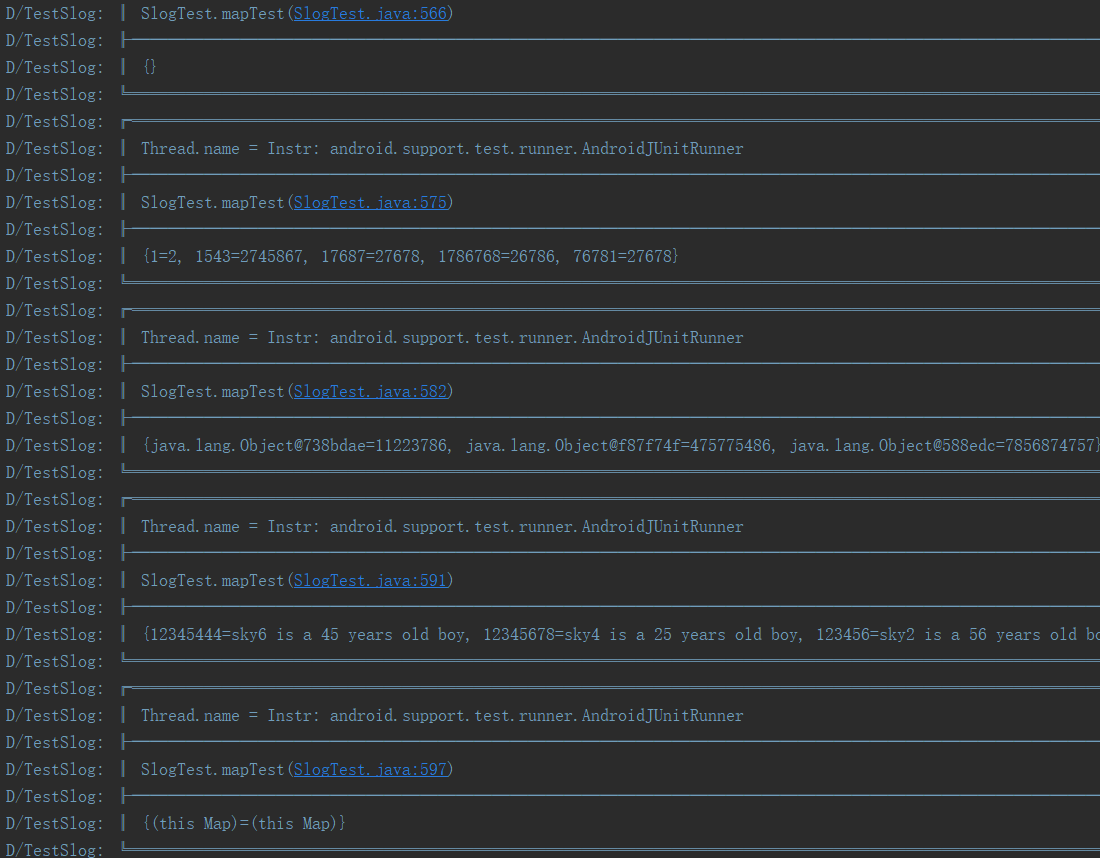 D/TestSlog: ║ SlogTest.mapTest(SlogTest.java:566)
D/TestSlog: ╟──────────────────────────────
D/TestSlog: ║ {}
D/TestSlog: ╚══════════════════════════════
D/TestSlog: ╔══════════════════════════════
D/TestSlog: ║ Thread.name = Instr: android.support.test.runner.AndroidJUnitRunner
D/TestSlog: ╟──────────────────────────────
D/TestSlog: ║ SlogTest.mapTest(SlogTest.java:575)
D/TestSlog: ╟──────────────────────────────
D/TestSlog: ║ {1=2, 1543=2745867, 17687=27678, 1786768=26786, 76781=27678}
D/TestSlog: ╚══════════════════════════════
D/TestSlog: ╔══════════════════════════════
D/TestSlog: ║ Thread.name = Instr: android.support.test.runner.AndroidJUnitRunner
D/TestSlog: ╟──────────────────────────────
D/TestSlog: ║ SlogTest.mapTest(SlogTest.java:582)
D/TestSlog: ╟──────────────────────────────
D/TestSlog: ║ {java.lang.Object@738bdae=11223786, java.lang.Object@f87f74f=475775486, java.lang.Object@588edc=7856874757}
D/TestSlog: ╚══════════════════════════════
D/TestSlog: ╔══════════════════════════════
D/TestSlog: ║ Thread.name = Instr: android.support.test.runner.AndroidJUnitRunner
D/TestSlog: ╟──────────────────────────────
D/TestSlog: ║ SlogTest.mapTest(SlogTest.java:591)
D/TestSlog: ╟──────────────────────────────
D/TestSlog: ║ {12345444=sky6 is a 45 years old boy, 12345678=sky4 is a 25 years old boy, 123456=sky2 is a 56 years old
D/TestSlog: ╚══════════════════════════════
D/TestSlog: ╔══════════════════════════════
D/TestSlog: ║ Thread.name = Instr: android.support.test.runner.AndroidJUnitRunner
D/TestSlog: ╟──────────────────────────────
D/TestSlog: ║ SlogTest.mapTest(SlogTest.java:597)
D/TestSlog: ╟──────────────────────────────
D/TestSlog: ║ {(this Map)=(this Map)}
D/TestSlog: ╚══════════════════════════════